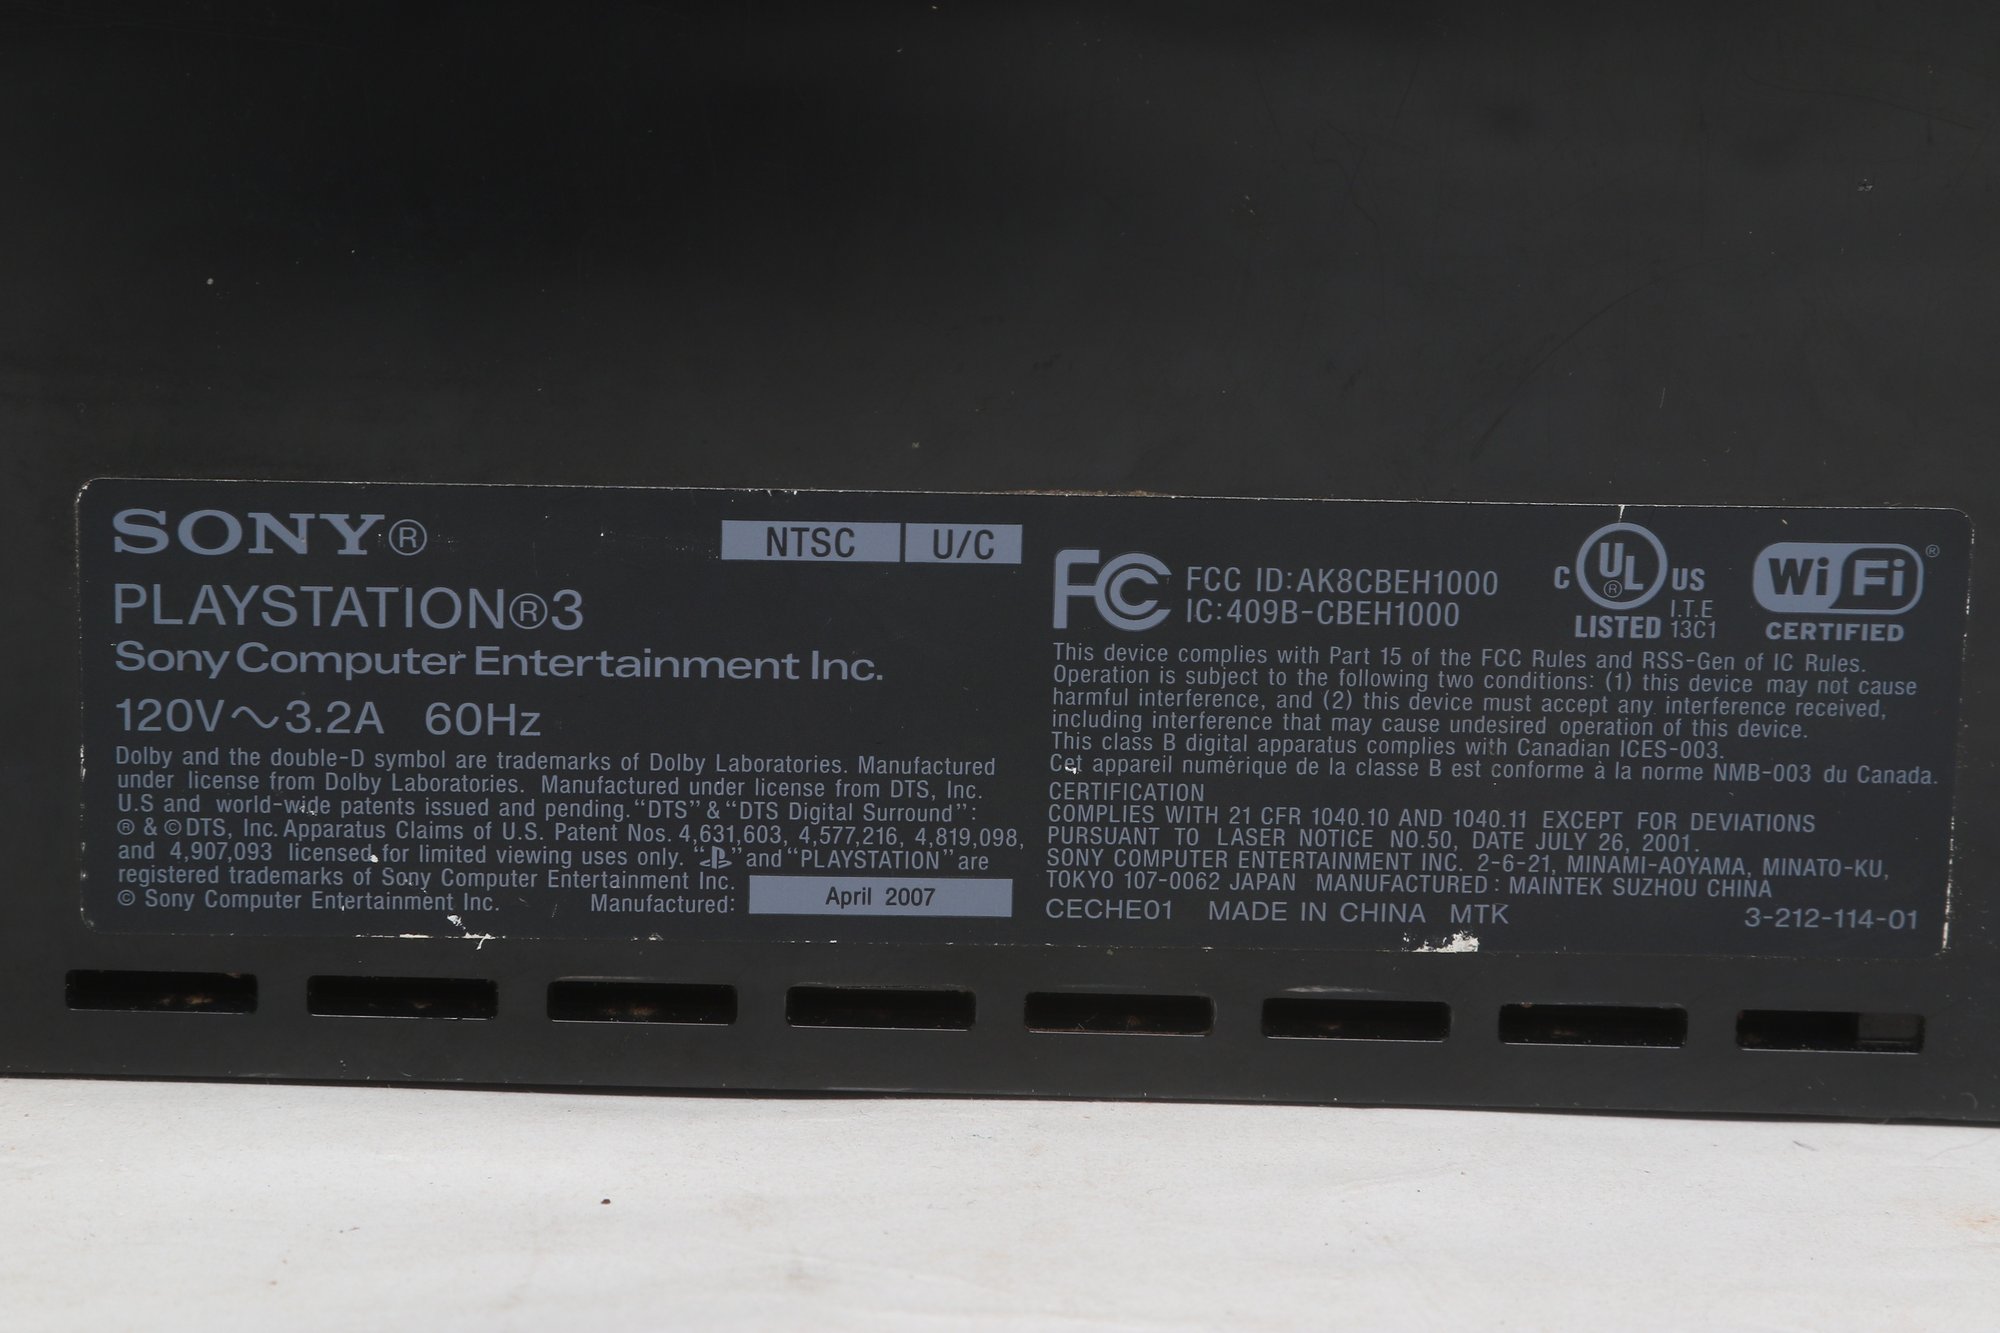 SONY®
NTSC U/C
PLAYSTATION®3
Sony Computer Entertainment Inc.
120V～3.2A 60Hz
Dolby and the double-D symbol are trademarks of Dolby Laboratories. Manufactured
under license from Dolby Laboratories. Manufactured under license from DTS, Inc.
U.S and world-wide patents issued and pending. "DTS" & "DTS Digital Surround":
® & © DTS, Inc. Apparatus Claims of U.S. Patent Nos. 4,631,603, 4,577,216, 4,819,098,
and 4,907,093 licensed for limited viewing uses only. " " and "PLAYSTATION" are
registered trademarks of Sony Computer Entertainment Inc.
© Sony Computer Entertainment Inc. Manufactured: April 2007
FC FCC ID:AK8CBEH1000
IC:409B-CBEH1000
C UL® US
LISTED I.T.E 13C1
Wi Fi®
CERTIFIED
This device complies with Part 15 of the FCC Rules and RSS-Gen of IC Rules.
Operation is subject to the following two conditions: (1) this device may not cause
harmful interference, and (2) this device must accept any interference received,
including interference that may cause undesired operation of this device.
This class B digital apparatus complies with Canadian ICES-003.
Cet appareil numérique de la classe B est conforme à la norme NMB-003 du Canada.
CERTIFICATION
COMPLIES WITH 21 CFR 1040.10 AND 1040.11 EXCEPT FOR DEVIATIONS
PURSUANT TO LASER NOTICE NO.50, DATE JULY 26, 2001.
SONY COMPUTER ENTERTAINMENT INC. 2-6-21, MINAMI-AOYAMA, MINATO-KU,
TOKYO 107-0062 JAPAN MANUFACTURED: MAINTEK SUZHOU CHINA
CECHE01 MADE IN CHINA MTK 3-212-114-01